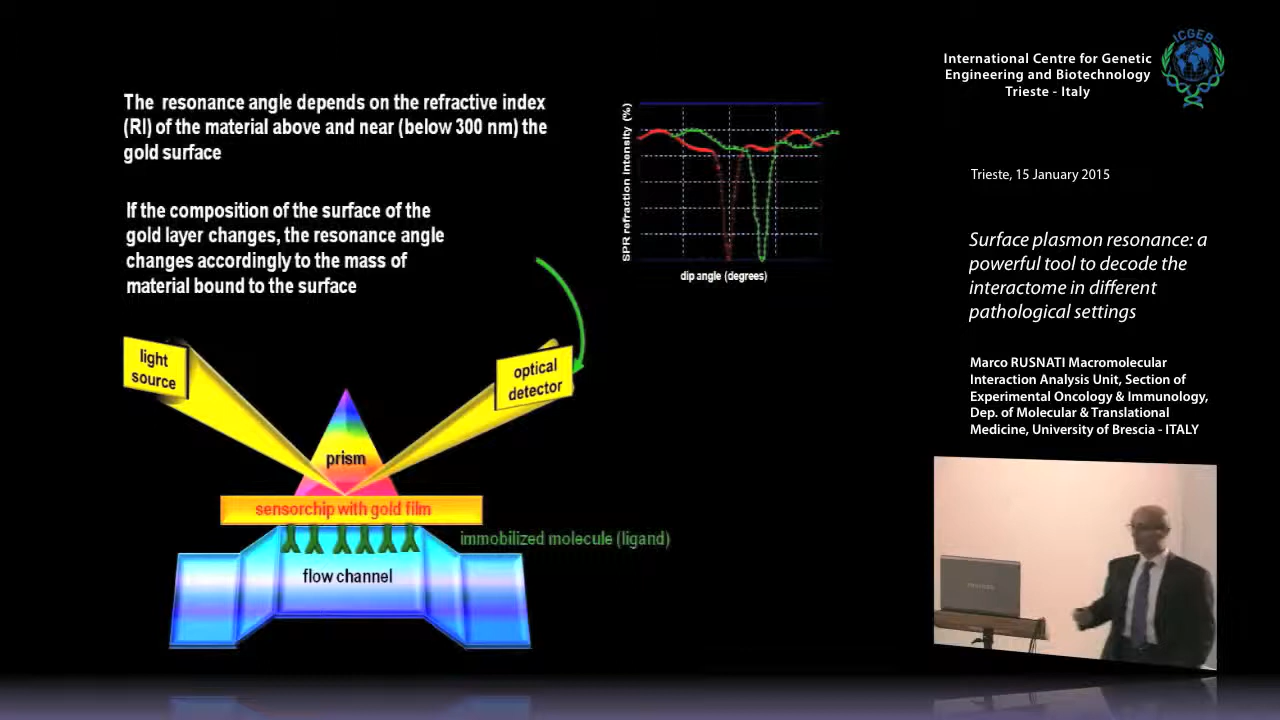 The resonance angle depends on the refractive index
(RI) of the material above and near (below 300 nm) the
gold surface
If the composition of the surface of the
gold layer changes, the resonance angle
changes accordingly to the mass of
material bound to the surface
SPR refraction intensity (%)
dip angle (degrees)
light
source
optical
detector
prism
sensorchip with gold film
immobilized molecule (ligand)
flow channel
ICGEB
International Centre for Genetic
Engineering and Biotechnology
Trieste - Italy
Trieste, 15 January 2015
Surface plasmon resonance: a
powerful tool to decode the
interactome in different
pathological settings
Marco RUSNATI Macromolecular
Interaction Analysis Unit, Section of
Experimental Oncology & Immunology,
Dep. of Molecular & Translational
Medicine, University of Brescia - ITALY